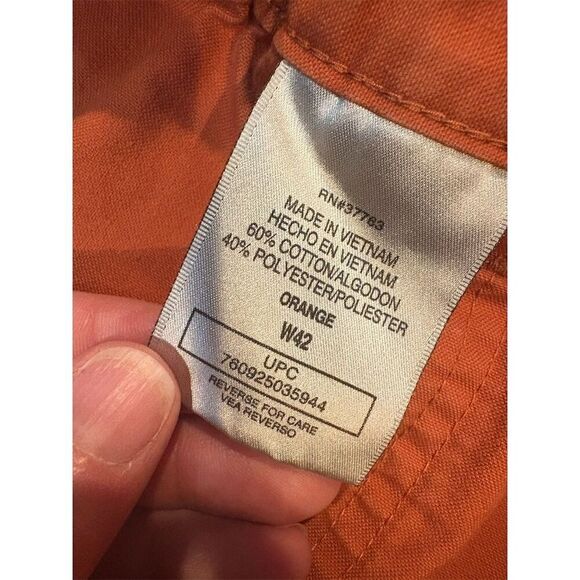 RN#37763
MADE IN VIETNAM
HECHO EN VIETNAM
60% COTTON/ALGODON
40% POLYESTER/POLIESTER
ORANGE
W42
UPC
760925035944
REVERSE FOR CARE
VEA REVERSO